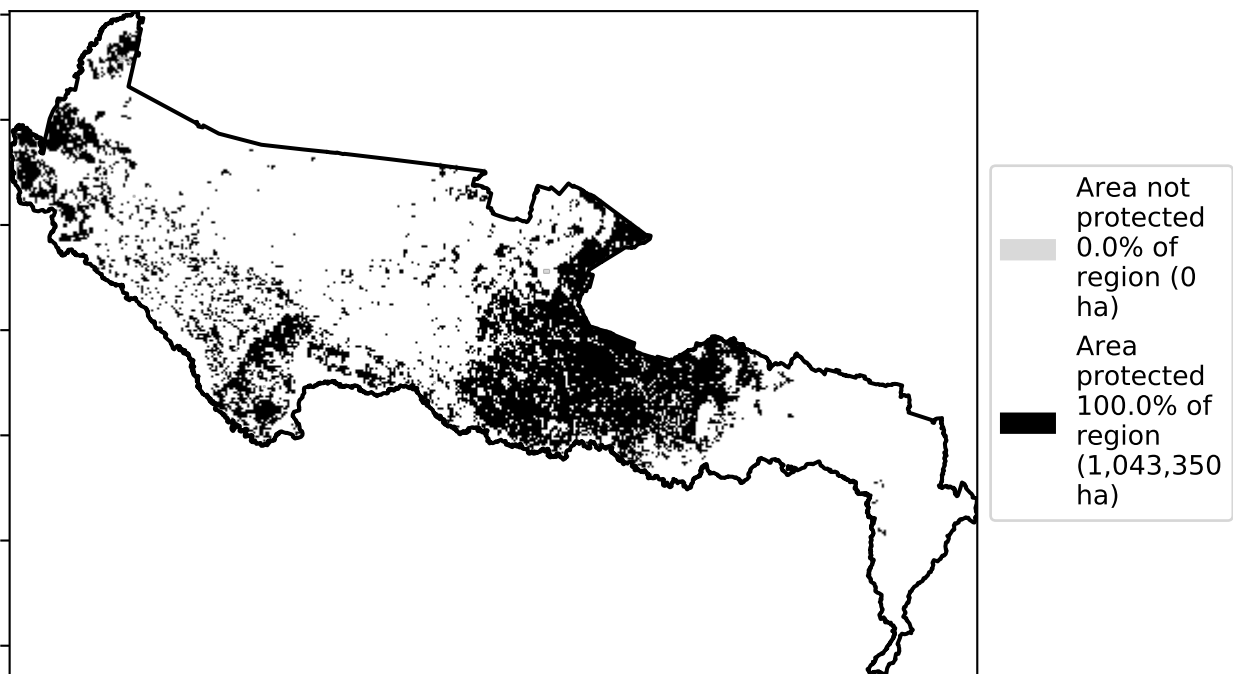 Area not
protected
0.0% of
region (0
ha)
Area
protected
100.0% of
region
(1,043,350
ha)